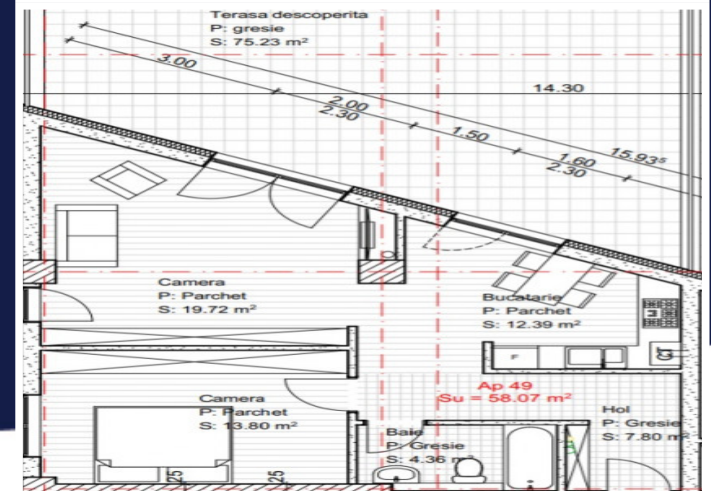 Terasa descoperita
P: gresie
S: 75.23 m²
3.00
14.30
2.00
2.30
1.50
15.93⁵
1.60
2.30
Camera
P: Parchet
S: 19.72 m²
Bucatarie
P: Parchet
S: 12.39 m²
F
Ap 49
Su = 58.07 m²
Camera
P: Parchet
S: 13.80 m²
Hol
P: Gresie
S: 7.80 m²
Baie
P: Gresie
S: 4.36 m²
25
25